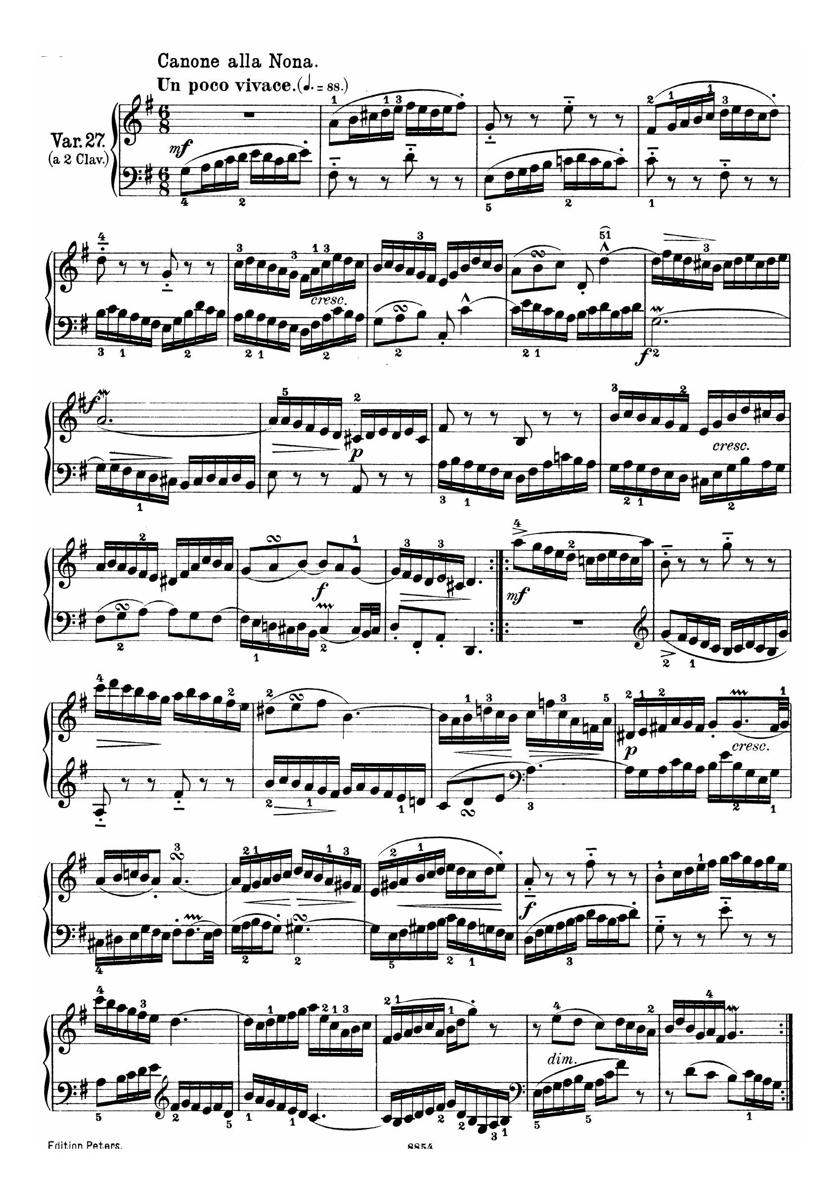 Canone alla Nona.
Un poco vivace.(♩. = 88.)
Var. 27.
(a 2 Clav.)
mf
cresc.
f
f
p
cresc.
f
mf
p
cresc.
f
dim.
Edition Peters.
8854